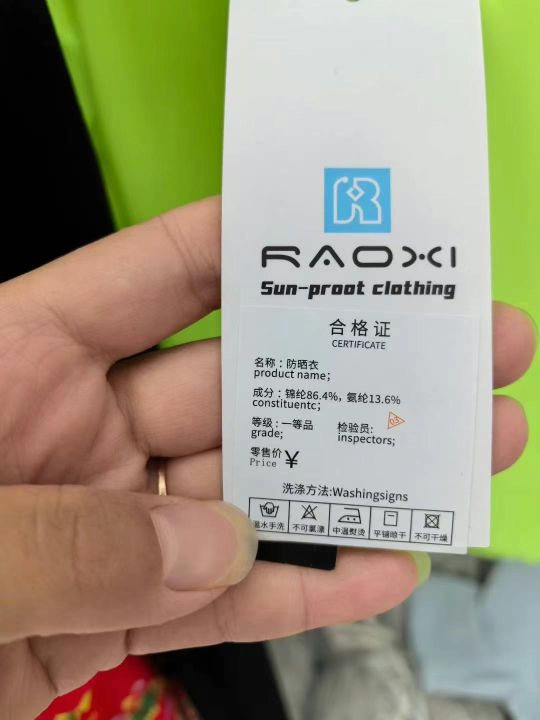 RAOXI
Sun-proot clothing
合格证
CERTIFICATE
名称：防晒衣
product name;
成分：锦纶86.4%，氨纶13.6%
constituentc;
等级：一等品
grade;
检验员:
inspectors;
03
零售价
Price ¥
洗涤方法:Washingsigns
温水手洗 不可氯漂 中温熨烫 平铺晾干 不可干燥